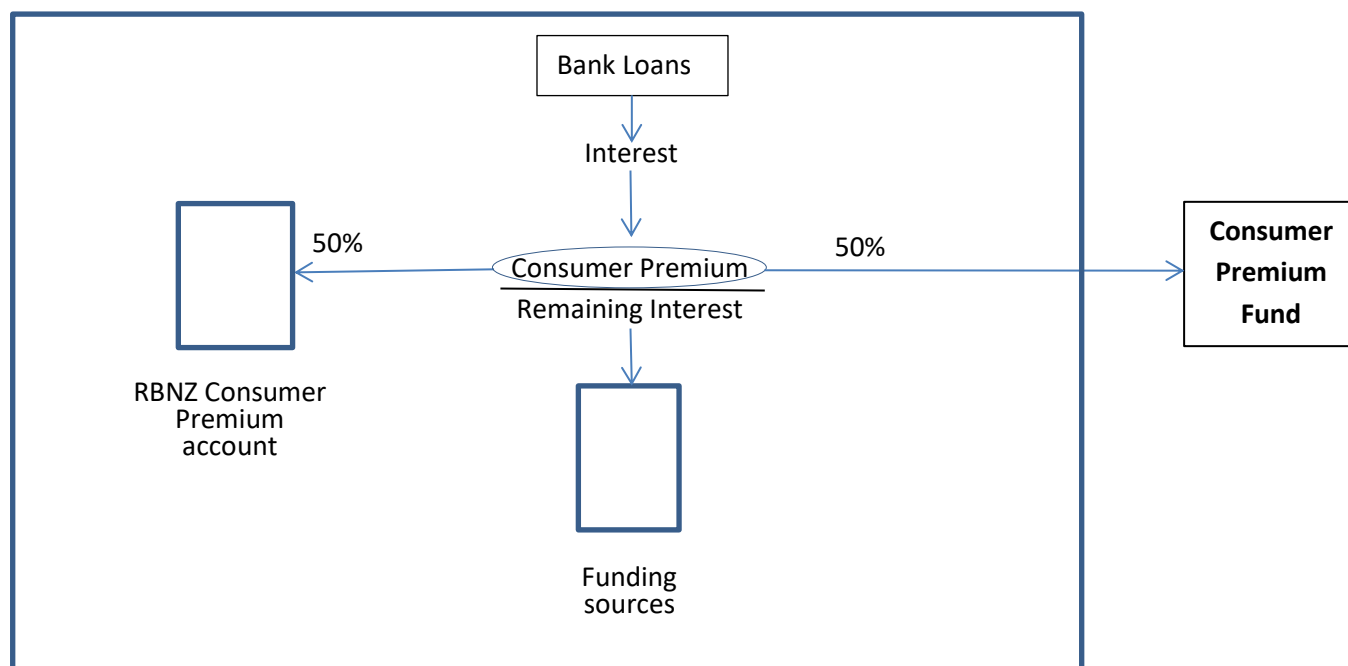 Bank Loans
Interest
50%
Consumer Premium
50%
Remaining Interest
Consumer
Premium
Fund
RBNZ Consumer
Premium
account
Funding
sources